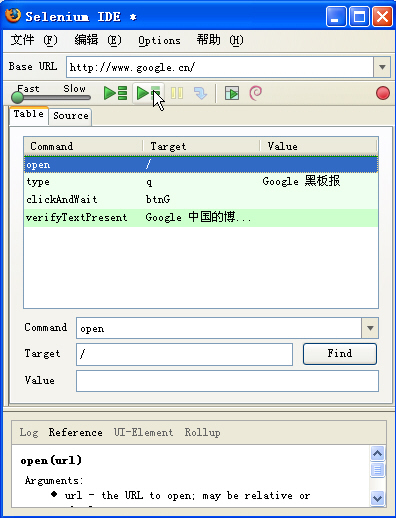 Selenium IDE *
文件 (F) 编辑 (E) Options 帮助 (H)
Base URL http://www.google.cn/
Fast Slow
Table Source
Command Target Value
open /
type q Google 黑板报
clickAndWait btnG
verifyTextPresent Google 中国的博...
Command open
Target / Find
Value
Log Reference UI-Element Rollup
open(url)
Arguments:
url - the URL to open; may be relative or